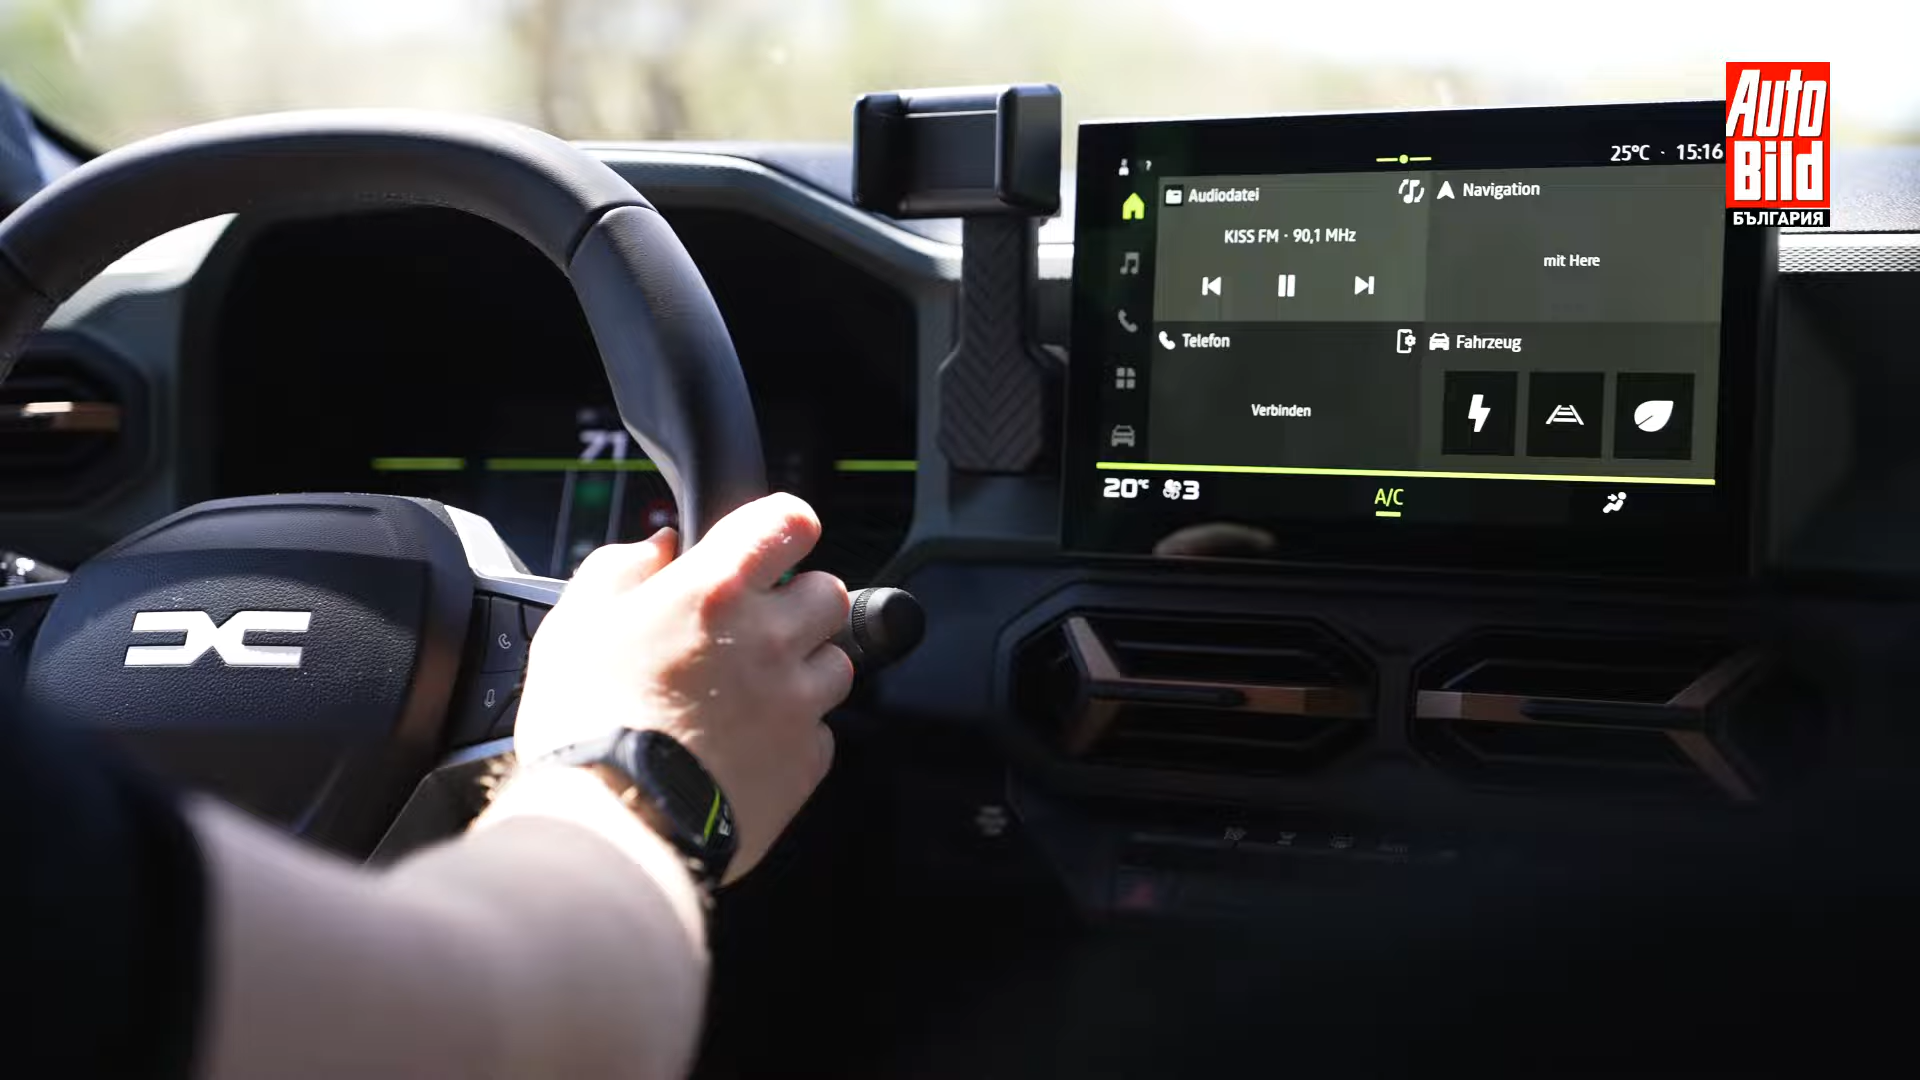 Auto
Bild
БЪЛГАРИЯ
25°C · 15:16
Audiodatei
Navigation
KISS FM · 90,1 MHz
mit Here
Telefon
Fahrzeug
Verbinden
71
20°C 3
A/C